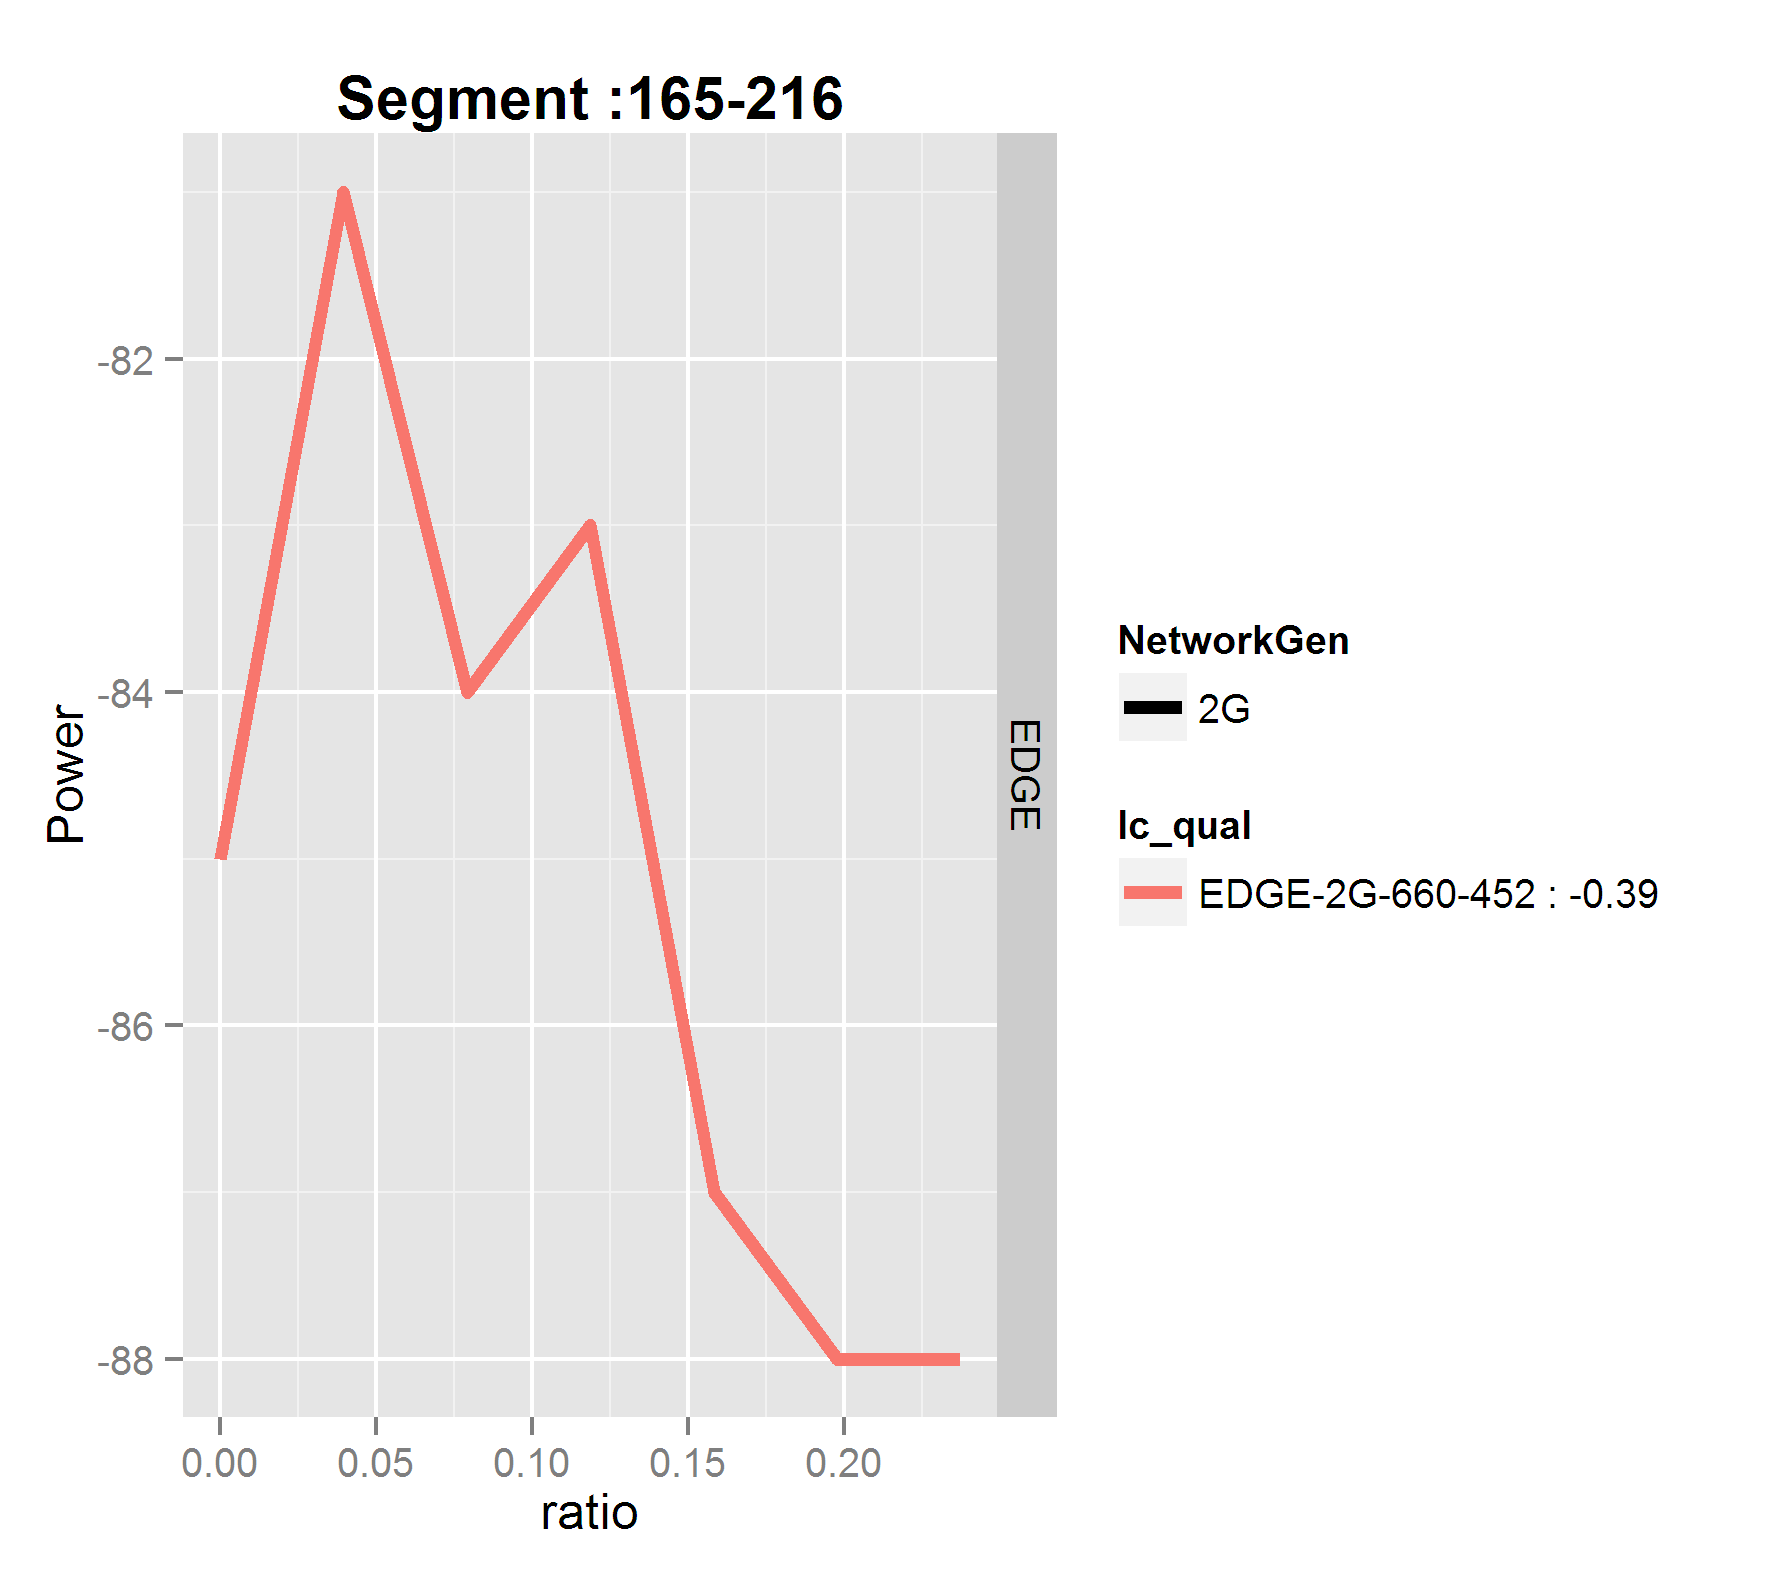 Segment :165-216
Power
-82
-84
-86
-88
0.00 0.05 0.10 0.15 0.20
ratio
EDGE
NetworkGen
2G
lc_qual
EDGE-2G-660-452 : -0.39